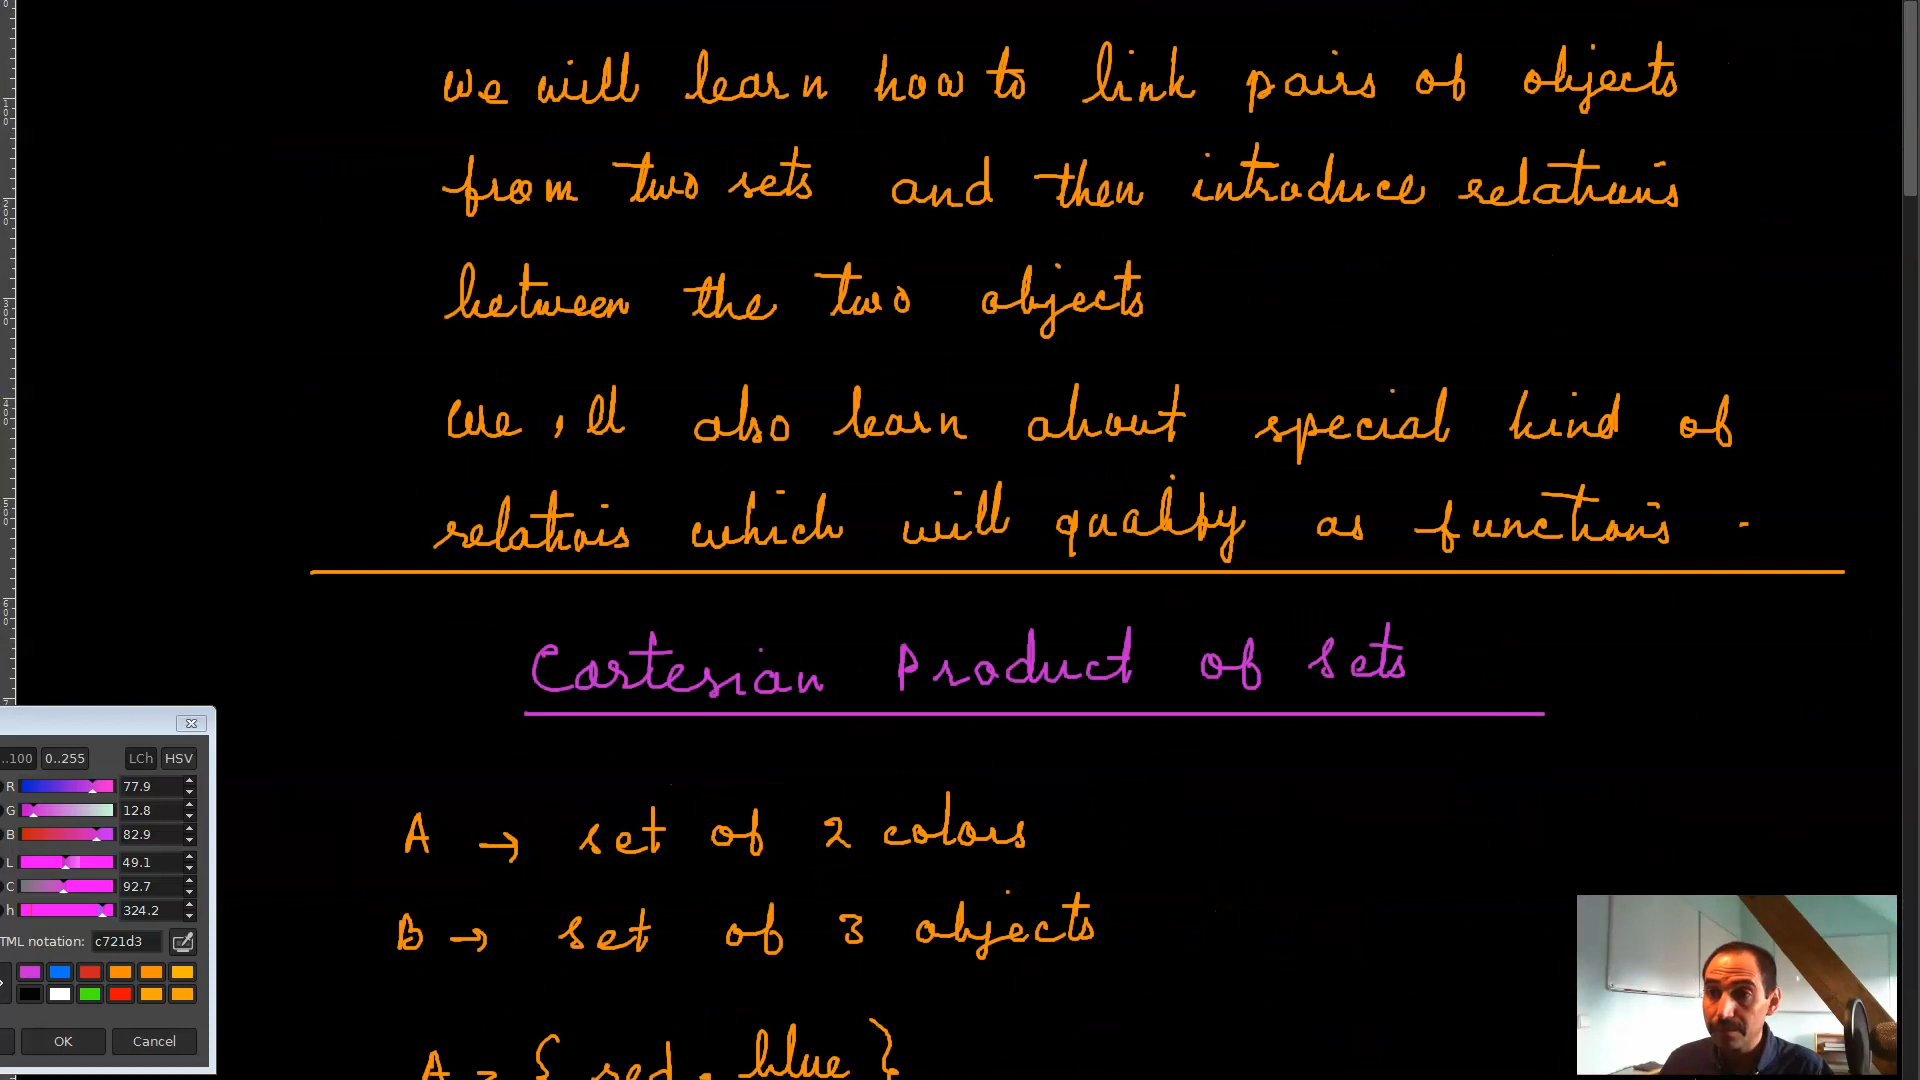 we will learn how to link pairs of objects
from two sets and then introduce relations
between the two objects
we'll also learn about special kind of
relations which will qualify as functions.
Cartesian Product of sets
A → set of 2 colors
B → set of 3 objects
A = { red, blue }
..100 0..255 LCh HSV
R 77.9
G 12.8
B 82.9
L 49.1
C 92.7
h 324.2
TML notation: c721d3
OK Cancel